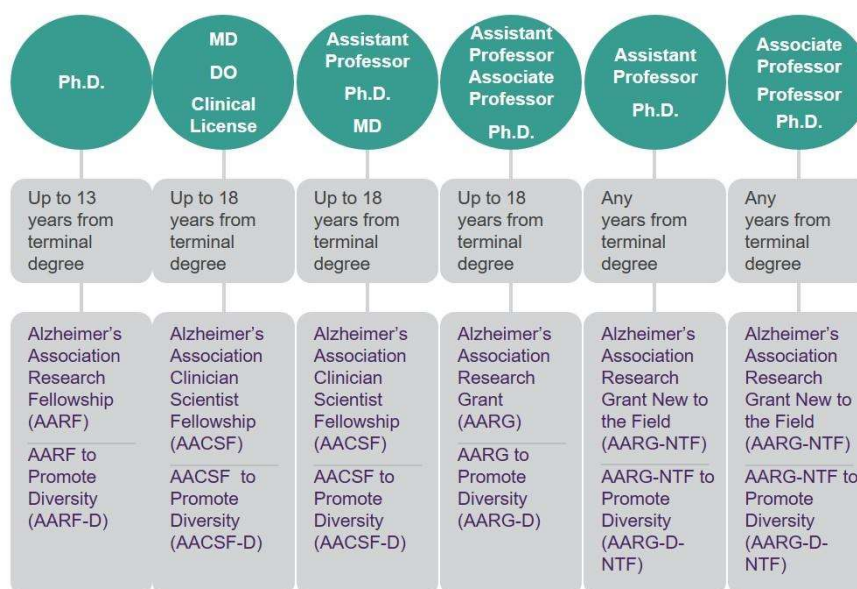 Ph.D.
MD
DO
Clinical
License
Assistant
Professor
Ph.D.
MD
Assistant
Professor
Associate
Professor
Ph.D.
Assistant
Professor
Ph.D.
Associate
Professor
Professor
Ph.D.
Up to 13
years from
terminal
degree
Up to 18
years from
terminal
degree
Up to 18
years from
terminal
degree
Up to 18
years from
terminal
degree
Any
years from
terminal
degree
Any
years from
terminal
degree
Alzheimer's
Association
Research
Fellowship
(AARF)
AARF to
Promote
Diversity
(AARF-D)
Alzheimer's
Association
Clinician
Scientist
Fellowship
(AACSF)
AACSF to
Promote
Diversity
(AACSF-D)
Alzheimer's
Association
Clinician
Scientist
Fellowship
(AACSF)
AACSF to
Promote
Diversity
(AACSF-D)
Alzheimer's
Association
Research
Grant
(AARG)
AARG to
Promote
Diversity
(AARG-D)
Alzheimer's
Association
Research
Grant New to
the Field
(AARG-NTF)
AARG-NTF to
Promote
Diversity
(AARG-D-
NTF)
Alzheimer's
Association
Research
Grant New to
the Field
(AARG-NTF)
AARG-NTF to
Promote
Diversity
(AARG-D-
NTF)